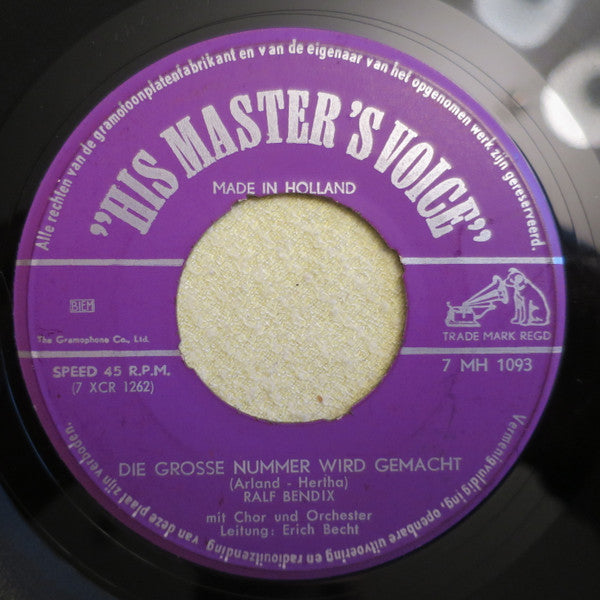 Alle rechten van de gramofoonplatenfabrikant en van de eigenaar van het opgenomen werk zijn gereserveerd.
"HIS MASTER'S VOICE"
MADE IN HOLLAND
BIEM
TRADE MARK REGD
The Gramophone Co., Ltd.
SPEED 45 R.P.M.
(7 XCR 1262)
7 MH 1093
DIE GROSSE NUMMER WIRD GEMACHT
(Arland - Hertha)
RALF BENDIX
mit Chor und Orchester
Leitung: Erich Becht
Vermenigvuldiging, openbare uitvoering en radiouitzending van deze plaat zijn verboden.